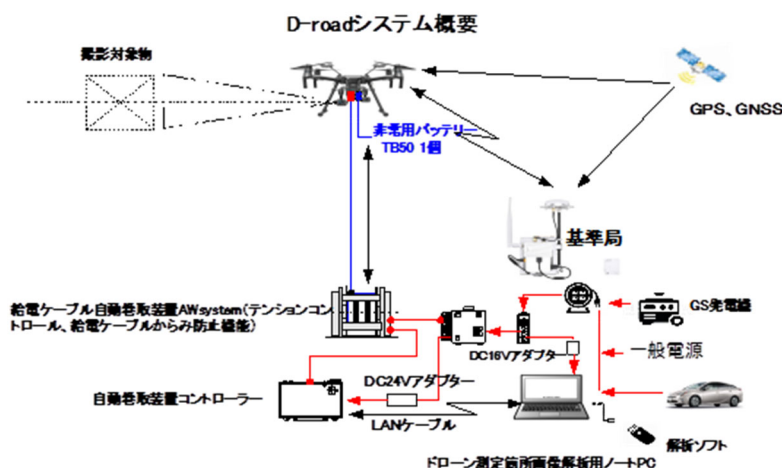 D-roadシステム概要
撮影対象物
GPS、GNSS
非常用バッテリー
TB50 1個
基準局
給電ケーブル自動巻取装置AWsystem(テンションコン
トロール、給電ケーブルからみ防止機能)
GS発電機
DC16Vアダプター
一般電源
DC24Vアダプター
自動巻取装置コントローラー
LANケーブル
解析ソフト
ドローン測定箇所画像解析用ノートPC